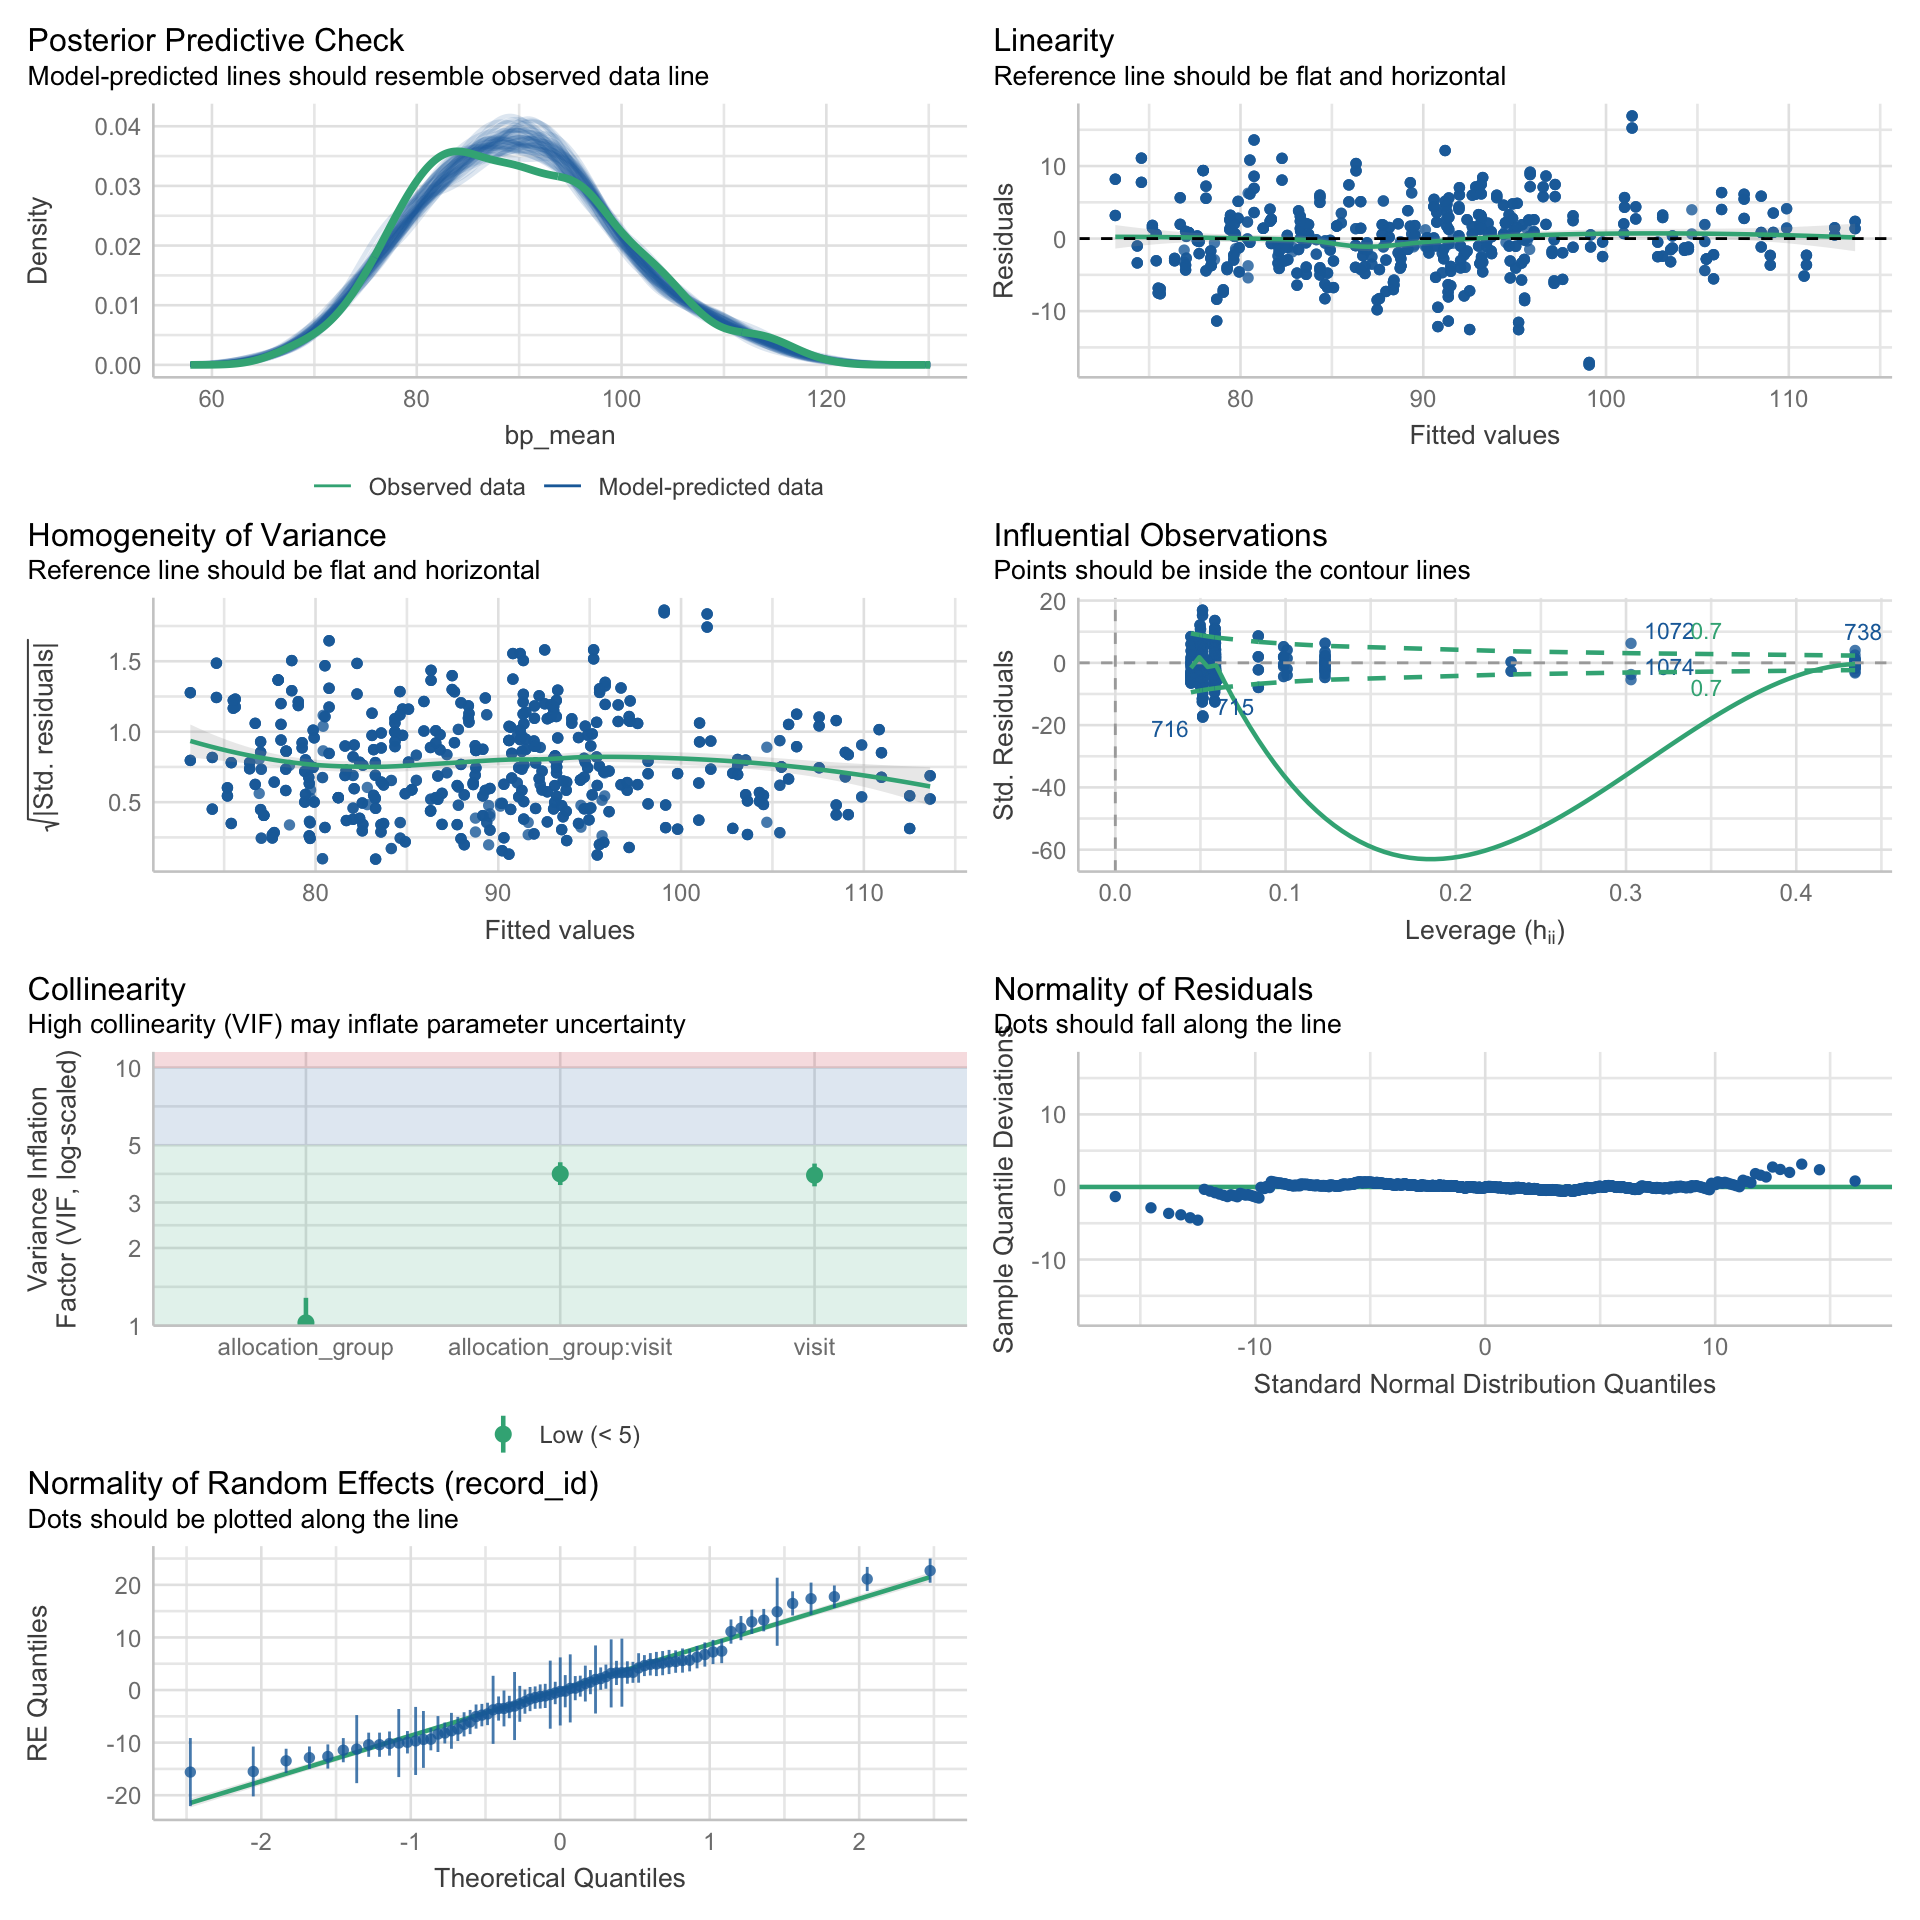 Posterior Predictive Check
Model-predicted lines should resemble observed data line
Density
0.04
0.03
0.02
0.01
0.00
60 80 100 120
bp_mean
Observed data Model-predicted data
Linearity
Reference line should be flat and horizontal
Residuals
10
0
-10
80 90 100 110
Fitted values
Homogeneity of Variance
Reference line should be flat and horizontal
√|Std. residuals|
1.5
1.0
0.5
80 90 100 110
Fitted values
Influential Observations
Points should be inside the contour lines
Std. Residuals
20
0
-20
-40
-60
1072 0.7 738
1074
0.7
715
716
0.0 0.1 0.2 0.3 0.4
Leverage (hii)
Collinearity
High collinearity (VIF) may inflate parameter uncertainty
Variance Inflation
Factor (VIF, log-scaled)
10
5
3
2
1
allocation_group allocation_group:visit visit
Low (< 5)
Normality of Residuals
Dots should fall along the line
Sample Quantile Deviations
10
0
-10
-10 0 10
Standard Normal Distribution Quantiles
Normality of Random Effects (record_id)
Dots should be plotted along the line
RE Quantiles
20
10
0
-10
-20
-2 -1 0 1 2
Theoretical Quantiles